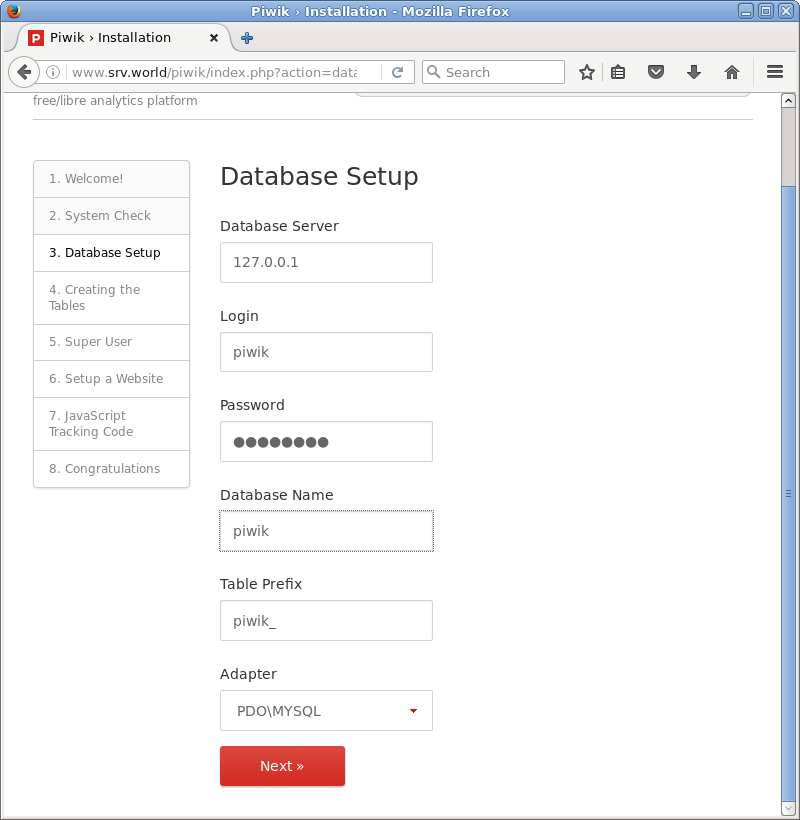 Piwik › Installation - Mozilla Firefox
Piwik › Installation
www.srv.world/piwik/index.php?action=data
Search
free/libre analytics platform
1. Welcome!
2. System Check
3. Database Setup
4. Creating the
Tables
5. Super User
6. Setup a Website
7. JavaScript
Tracking Code
8. Congratulations
Database Setup
Database Server
127.0.0.1
Login
piwik
Password
●●●●●●●●
Database Name
piwik
Table Prefix
piwik_
Adapter
PDO\MYSQL
Next »